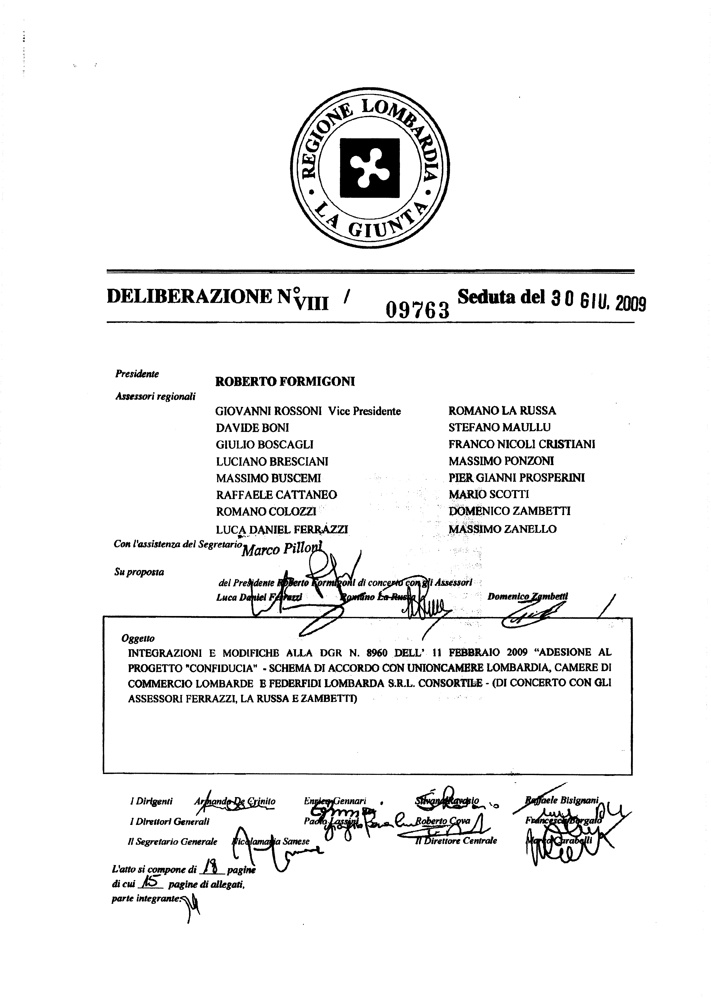 REGIONE LOMBARDIA
LA GIUNTA
DELIBERAZIONE N° VIII / 09763 Seduta del 30 GIU. 2009
Presidente
ROBERTO FORMIGONI
Assessori regionali
GIOVANNI ROSSONI Vice Presidente ROMANO LA RUSSA
DAVIDE BONI STEFANO MAULLU
GIULIO BOSCAGLI FRANCO NICOLI CRISTIANI
LUCIANO BRESCIANI MASSIMO PONZONI
MASSIMO BUSCEMI PIER GIANNI PROSPERINI
RAFFAELE CATTANEO MARIO SCOTTI
ROMANO COLOZZI DOMENICO ZAMBETTI
LUCA DANIEL FERRAZZI MASSIMO ZANELLO
Con l'assistenza del Segretario Marco Pilloni
Su proposta
del Presidente Roberto Formigoni di concerto con gli Assessori
Luca Daniel Ferrazzi Romano La Russa Domenico Zambetti
Oggetto
INTEGRAZIONI E MODIFICHE ALLA DGR N. 8960 DELL' 11 FEBBRAIO 2009 “ADESIONE AL
PROGETTO "CONFIDUCIA" - SCHEMA DI ACCORDO CON UNIONCAMERE LOMBARDIA, CAMERE DI
COMMERCIO LOMBARDE E FEDERFIDI LOMBARDA S.R.L. CONSORTILE - (DI CONCERTO CON GLI
ASSESSORI FERRAZZI, LA RUSSA E ZAMBETTI)
I Dirigenti Armando De Crinito Enrico Gennari Silvana Ravasio Raffaele Bisignani
I Direttori Generali Paolo Lassini Roberto Cova Francesco Borgato
Il Segretario Generale Nicolamaria Sanese Il Direttore Centrale Marco Carabelli
L'atto si compone di 18 pagine
di cui 15 pagine di allegati,
parte integrante.